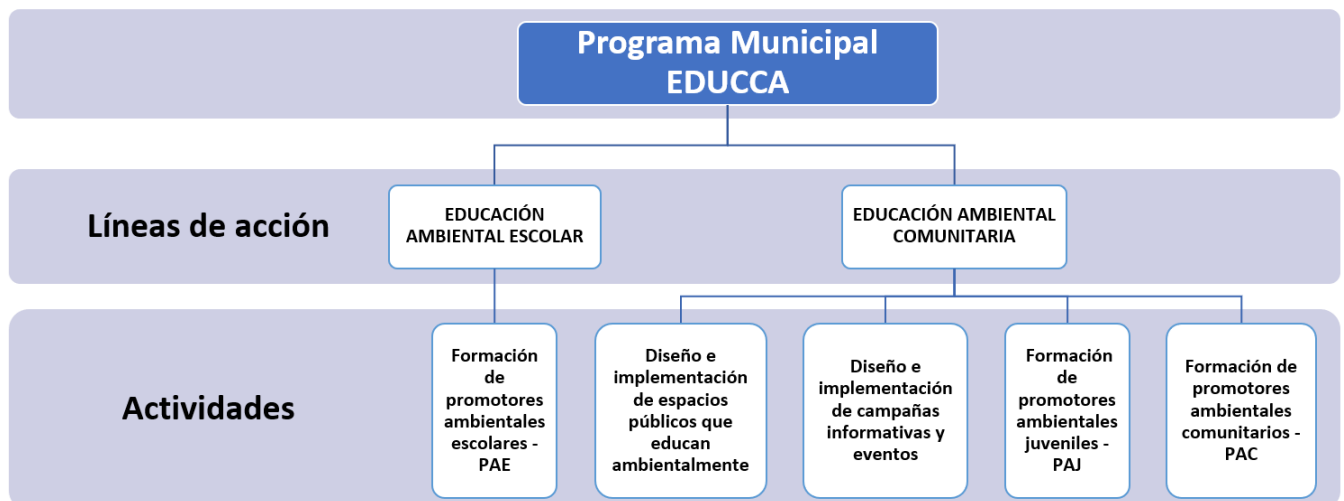 Programa Municipal
EDUCCA
Líneas de acción
EDUCACIÓN
AMBIENTAL ESCOLAR
EDUCACIÓN AMBIENTAL
COMUNITARIA
Actividades
Formación
de
promotores
ambientales
escolares -
PAE
Diseño e
implementación
de espacios
públicos que
educan
ambientalmente
Diseño e
implementación
de campañas
informativas y
eventos
Formación
de
promotores
ambientales
juveniles -
PAJ
Formación de
promotores
ambientales
comunitarios -
PAC